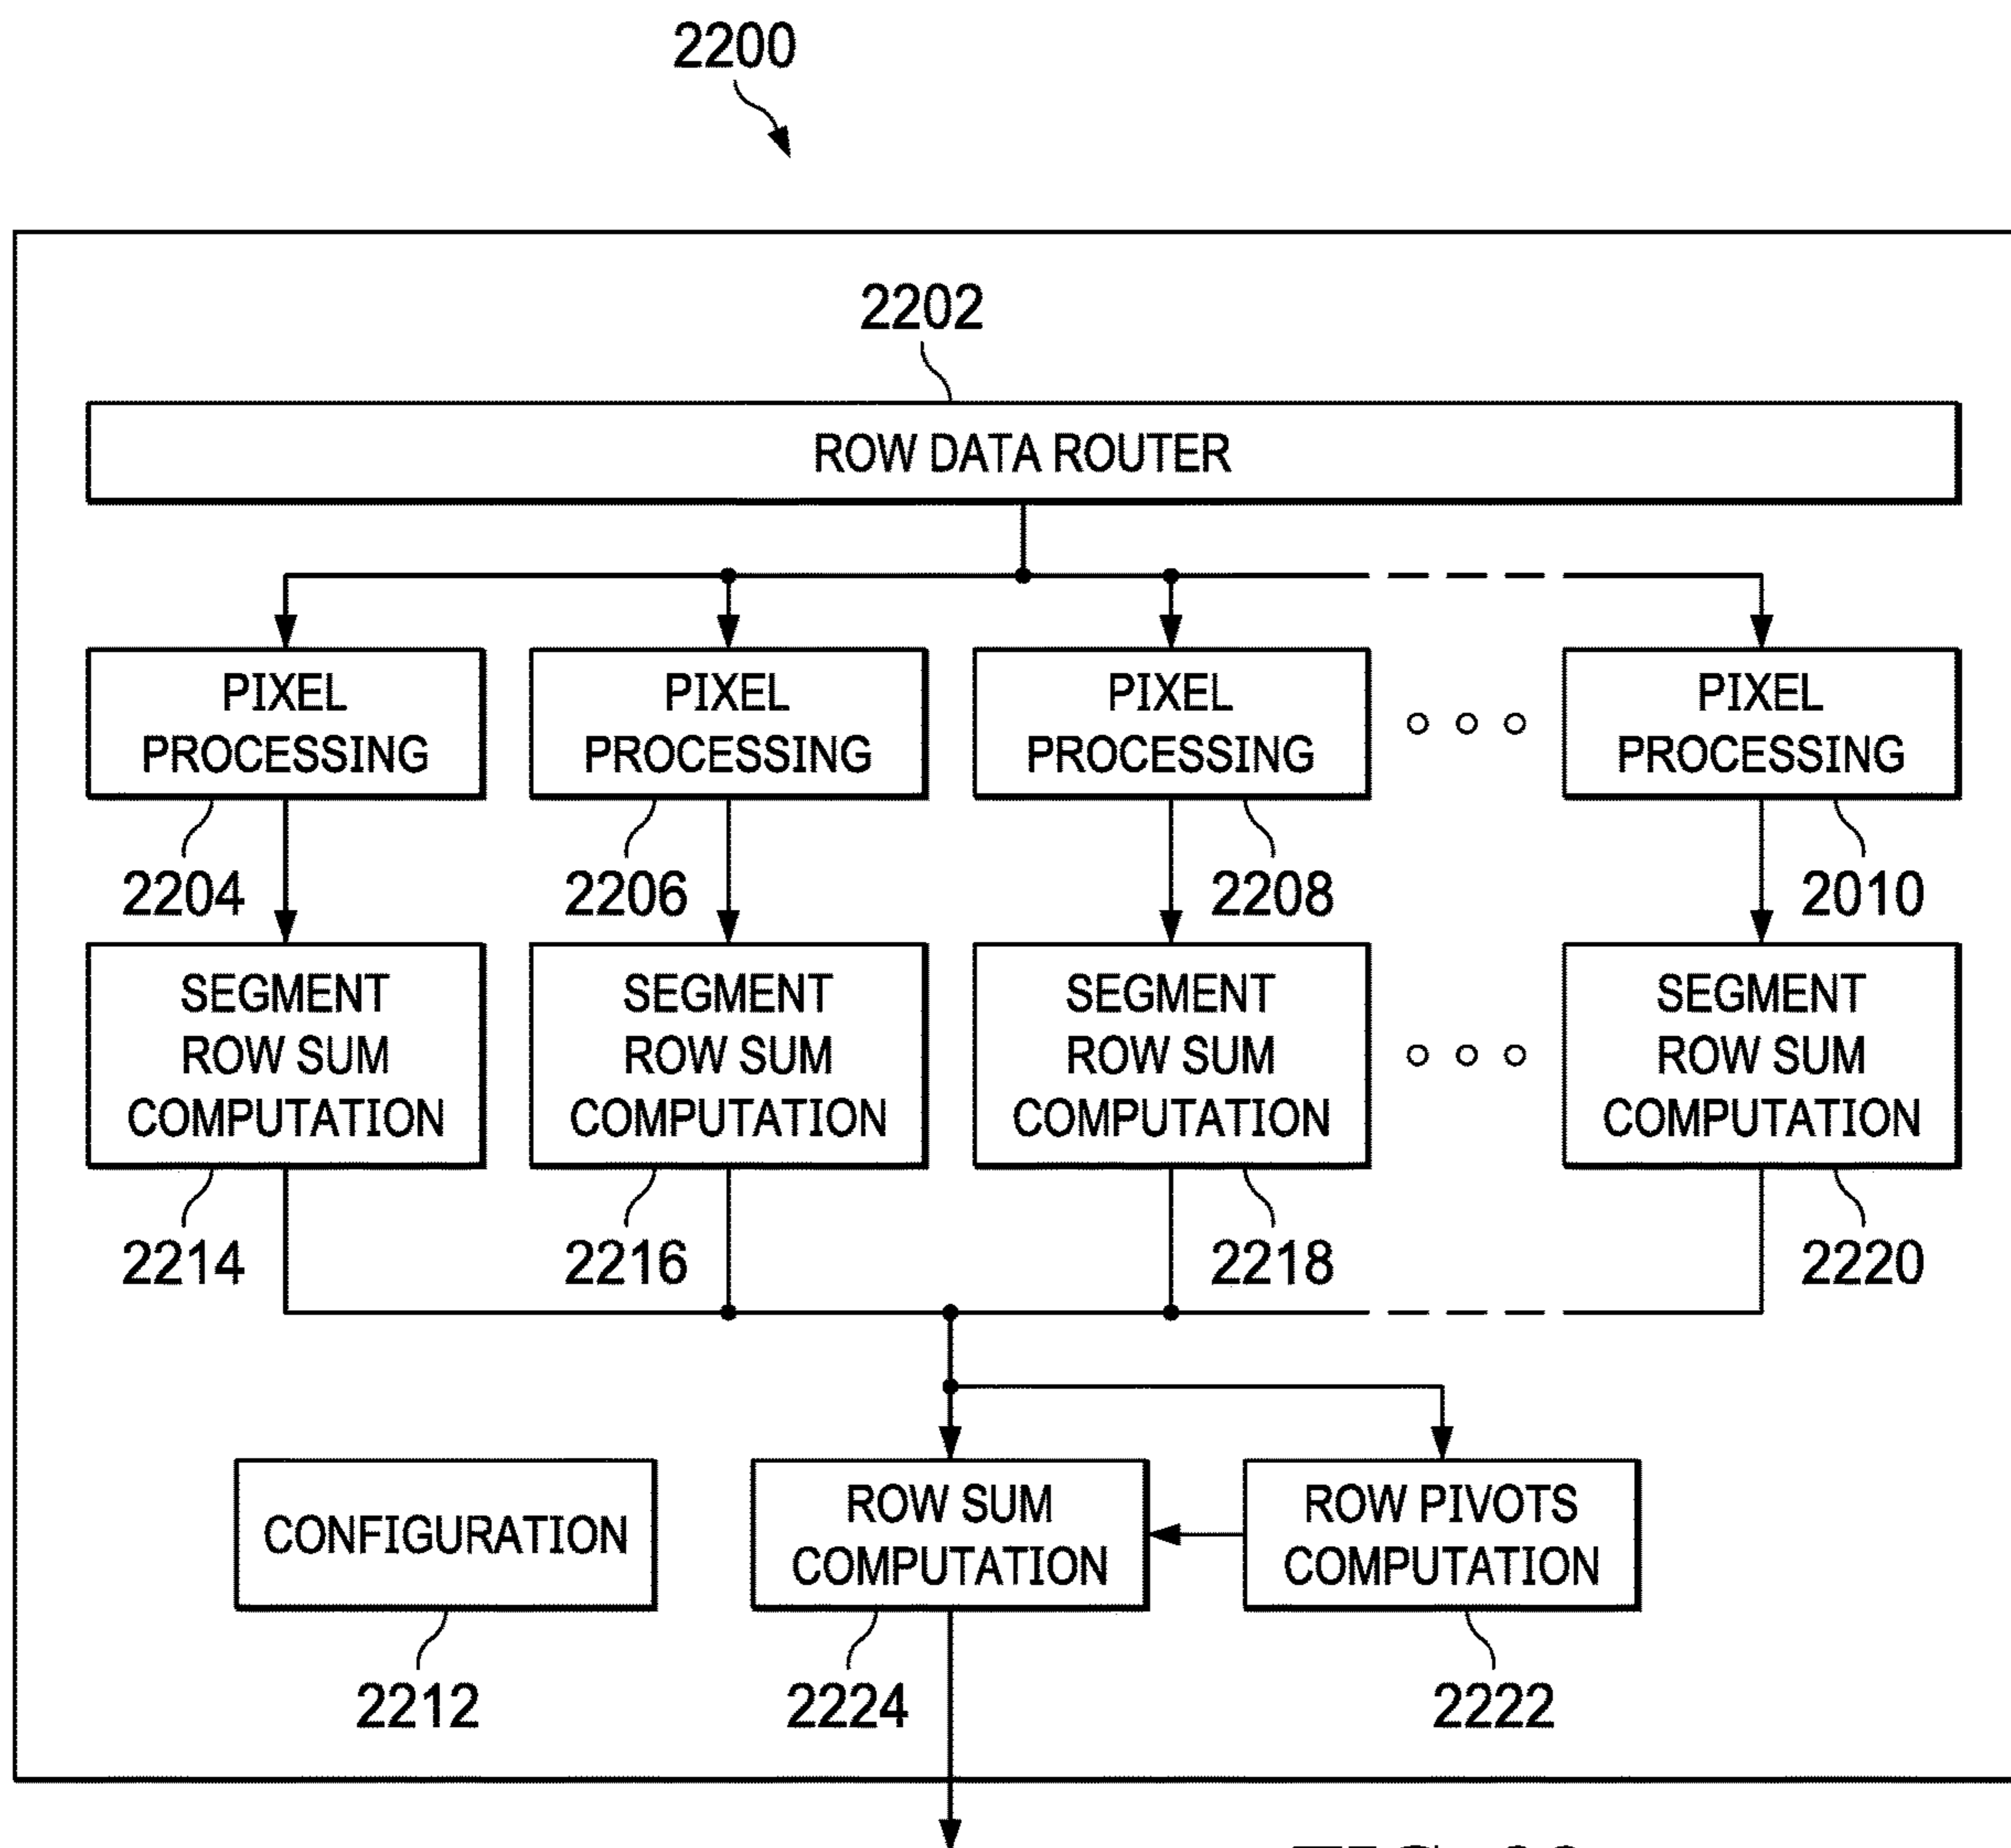 2200
2202
ROW DATA ROUTER
PIXEL
PROCESSING
PIXEL
PROCESSING
PIXEL
PROCESSING
PIXEL
PROCESSING
2204
2206
2208
2010
SEGMENT
ROW SUM
COMPUTATION
SEGMENT
ROW SUM
COMPUTATION
SEGMENT
ROW SUM
COMPUTATION
SEGMENT
ROW SUM
COMPUTATION
2214
2216
2218
2220
CONFIGURATION
ROW SUM
COMPUTATION
ROW PIVOTS
COMPUTATION
2212
2224
2222